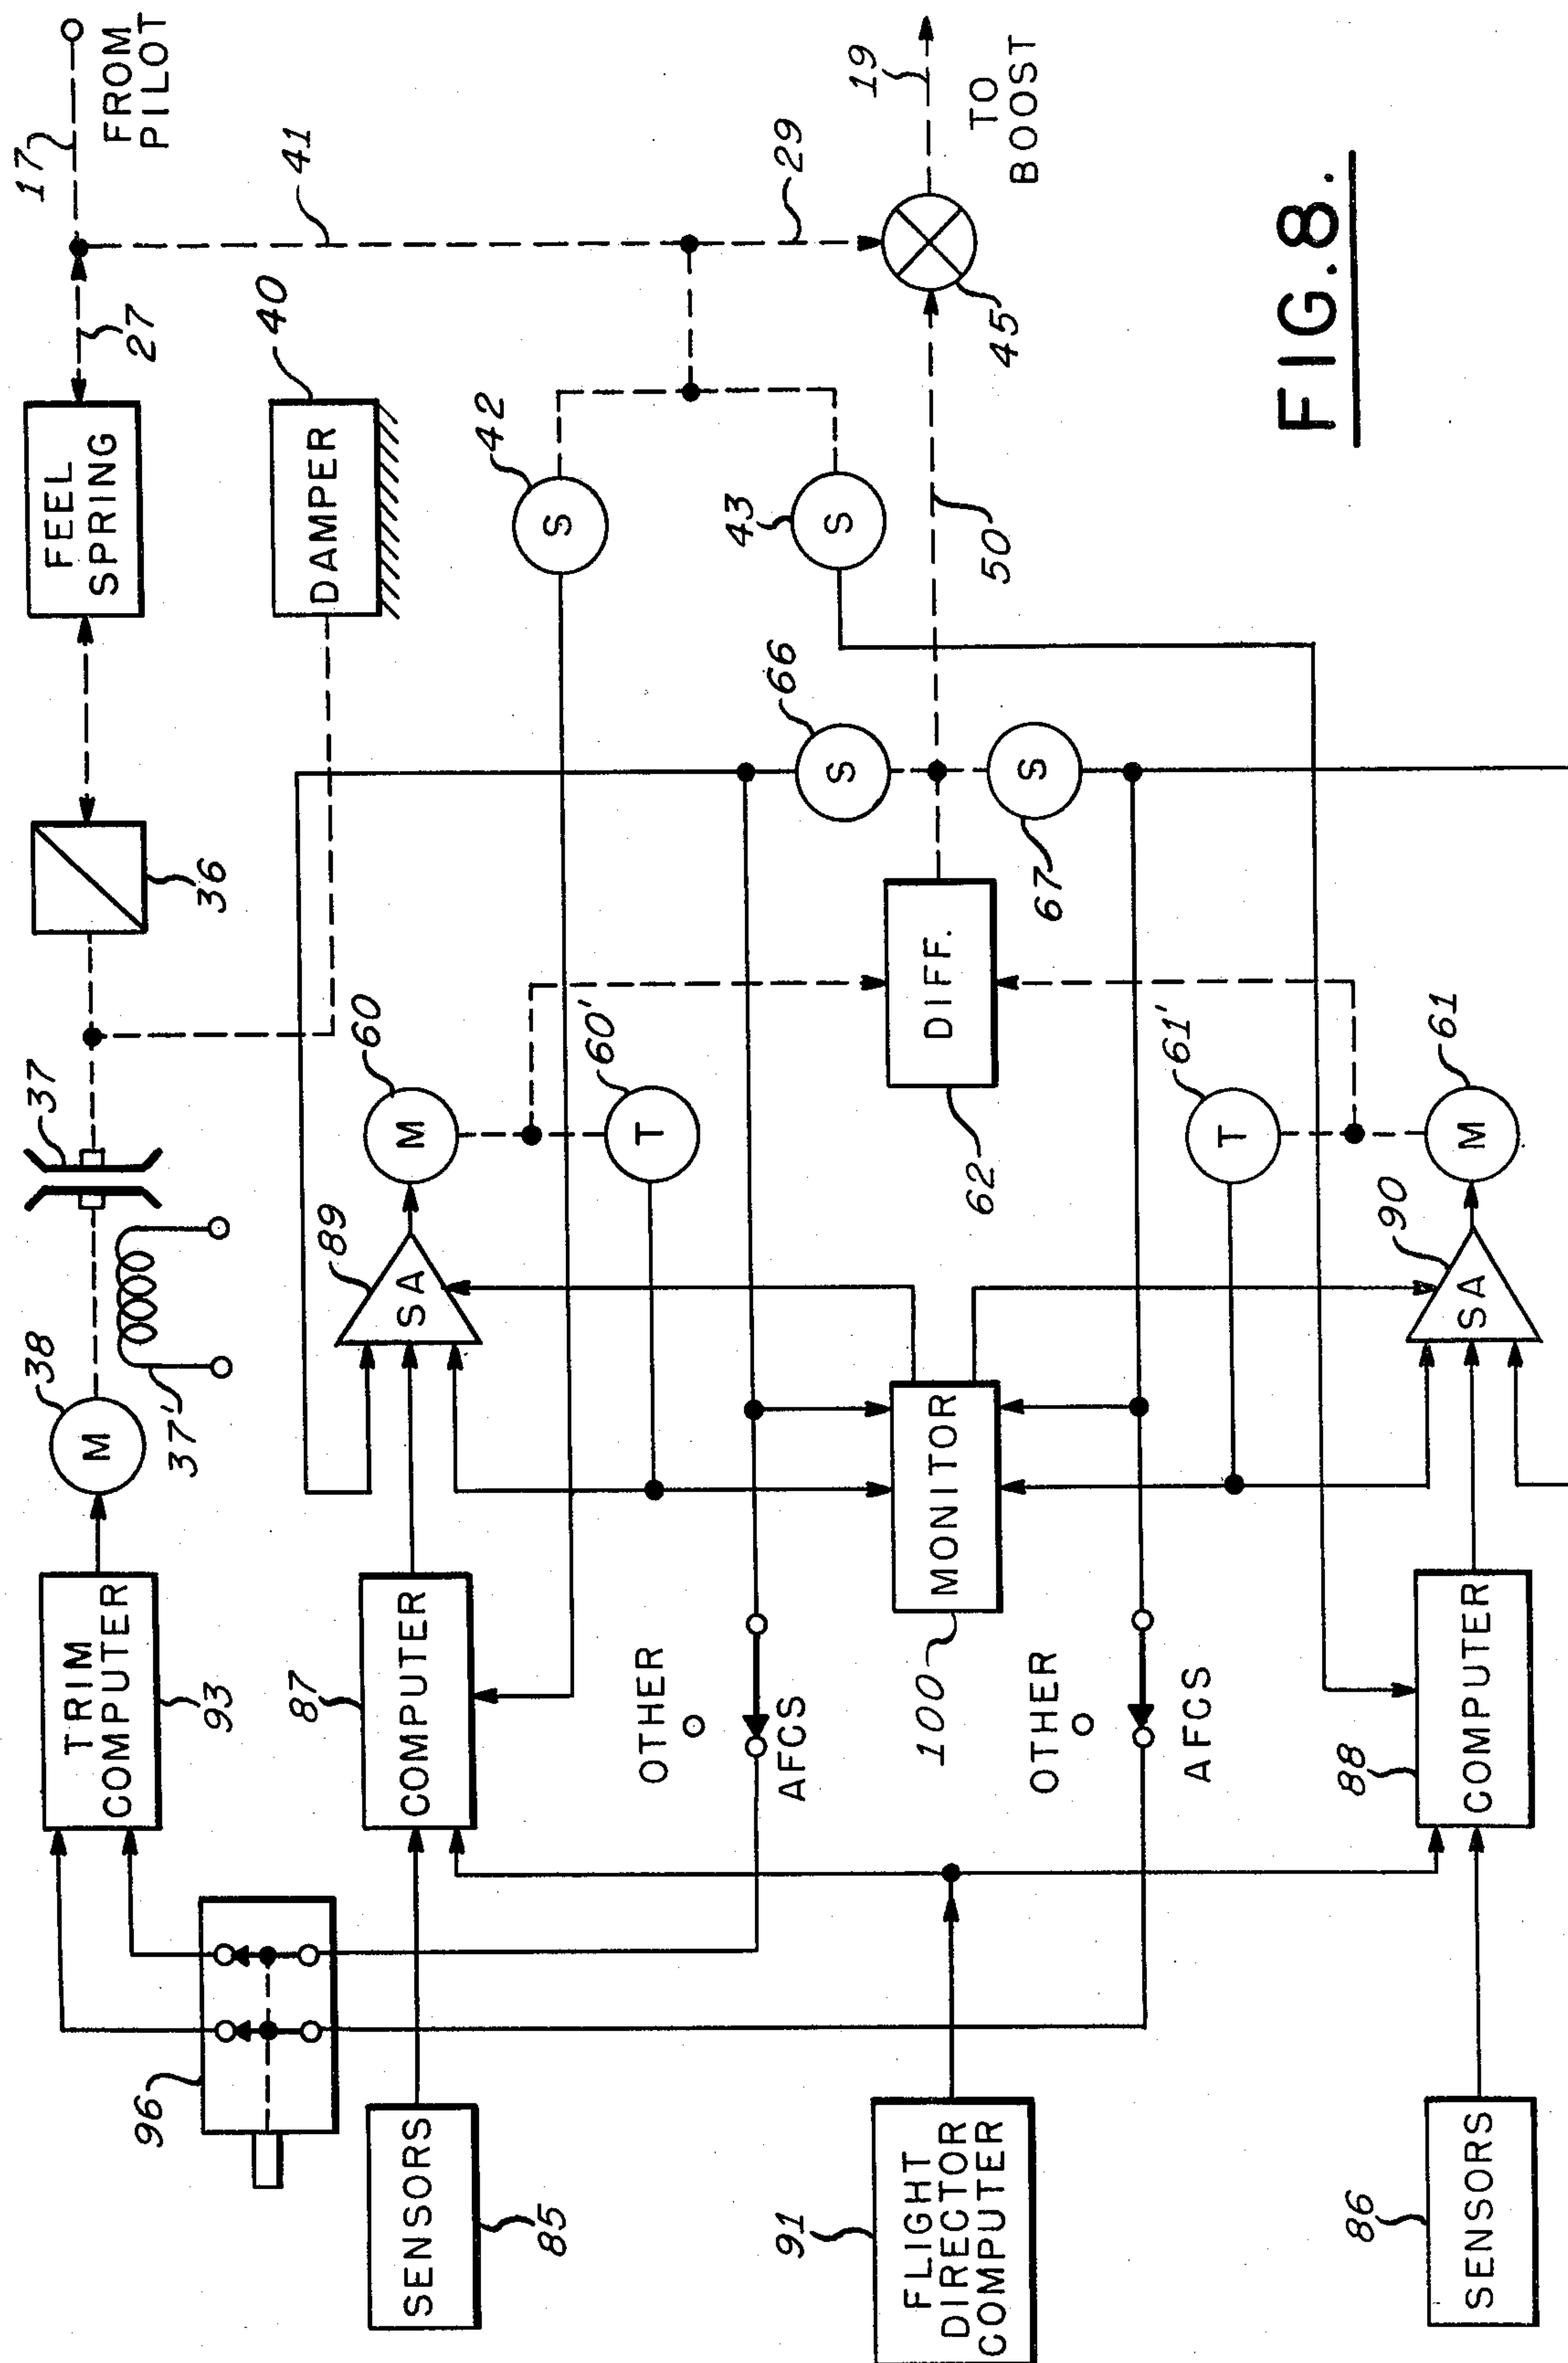 TRIM
COMPUTER
93
38
M
37'
37
36
FEEL
SPRING
27
17
FROM
PILOT
96
SENSORS
85
87
COMPUTER
89
SA
60
M
60'
T
DAMPER
40
41
42
S
OTHER
AFCS
66
S
43
S
29
91
FLIGHT
DIRECTOR
COMPUTER
100
MONITOR
62
DIFF.
67
S
50
45
19
TO
BOOST
OTHER
AFCS
61'
T
86
SENSORS
88
COMPUTER
90
SA
61
M
FIG.8.